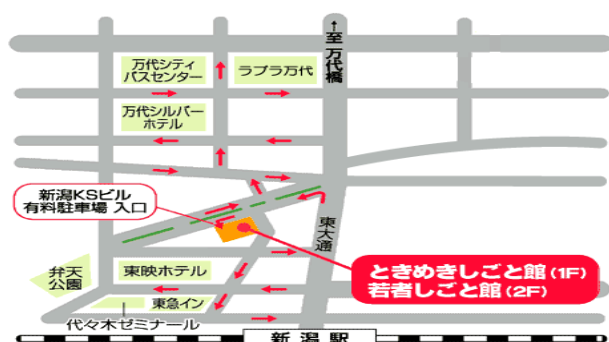 ↑至 万代橋
万代シティ
バスセンター
ラブラ万代
万代シルバー
ホテル
新潟KSビル
有料駐車場 入口
東大通
ときめきしごと館(1F)
若者しごと館(2F)
弁天
公園
東映ホテル
東急イン
代々木ゼミナール
新潟駅